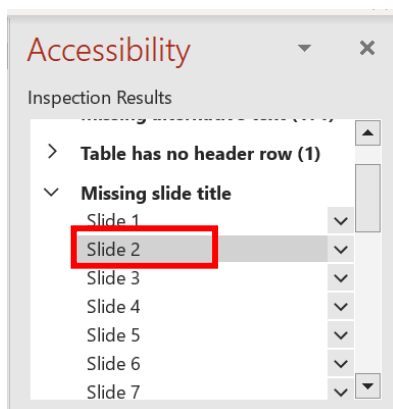 Accessibility
Inspection Results
Table has no header row (1)
Missing slide title
Slide 1
Slide 2
Slide 3
Slide 4
Slide 5
Slide 6
Slide 7